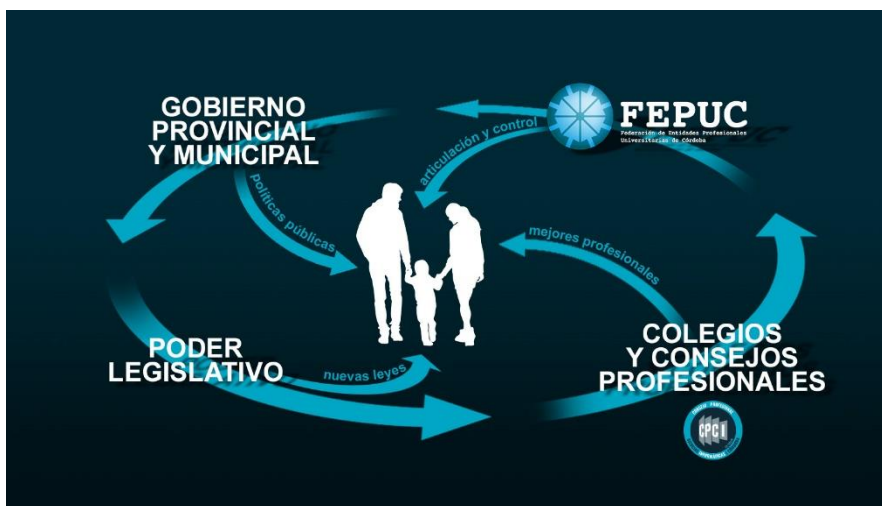 GOBIERNO
PROVINCIAL
Y MUNICIPAL
FEPUC
Federación de Entidades Profesionales
Universitarias de Córdoba
articulación y control
políticas públicas
mejores profesionales
PODER
LEGISLATIVO
nuevas leyes
COLEGIOS
Y CONSEJOS
PROFESIONALES
CPCI